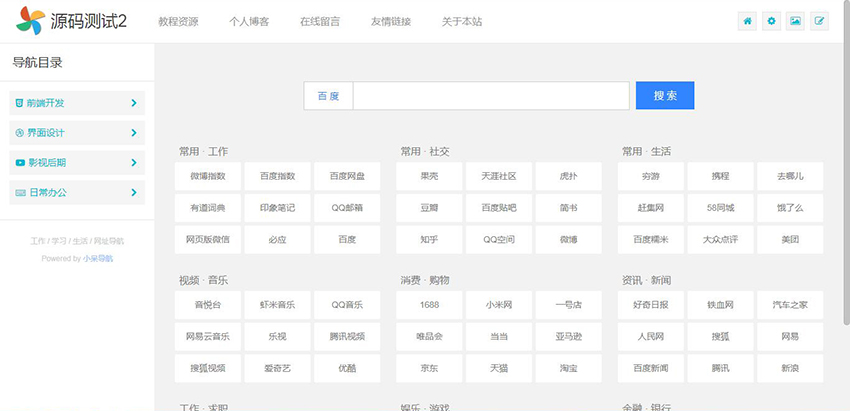 源码测试2
教程资源 个人博客 在线留言 友情链接 关于本站
导航目录
前端开发
界面设计
影视后期
日常办公
工作 / 学习 / 生活 / 网址导航
Powered by 小呆导航
百度 搜索
常用 · 工作
微博指数 百度指数 百度网盘
有道词典 印象笔记 QQ邮箱
网页版微信 必应 百度
常用 · 社交
果壳 天涯社区 虎扑
豆瓣 百度贴吧 简书
知乎 QQ空间 微博
常用 · 生活
穷游 携程 去哪儿
赶集网 58同城 饿了么
百度糯米 大众点评 美团
视频 · 音乐
音悦台 虾米音乐 QQ音乐
网易云音乐 乐视 腾讯视频
搜狐视频 爱奇艺 优酷
消费 · 购物
1688 小米网 一号店
唯品会 当当 亚马逊
京东 天猫 淘宝
资讯 · 新闻
好奇日报 铁血网 汽车之家
人民网 搜狐 网易
百度新闻 腾讯 新浪
工作 · 求职
娱乐 · 游戏
金融 · 银行